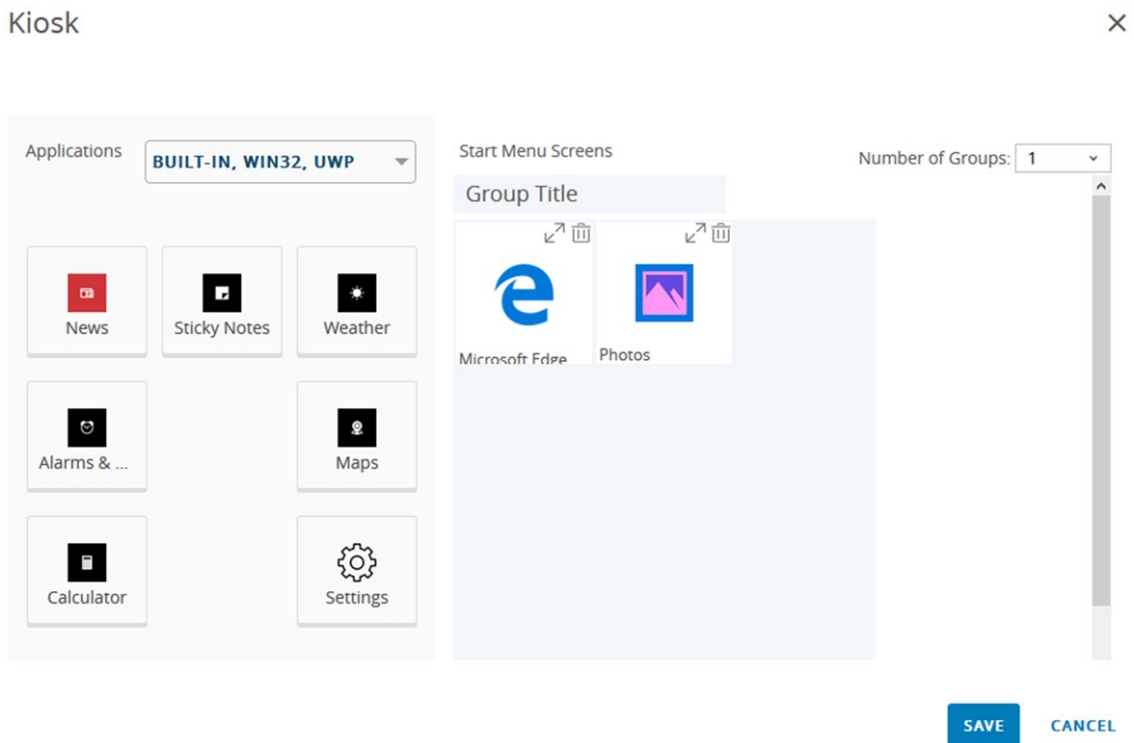 Kiosk
Applications
BUILT-IN, WIN32, UWP
News
Sticky Notes
Weather
Alarms & ...
Maps
Calculator
Settings
Start Menu Screens
Number of Groups: 1
Group Title
Microsoft Edge
Photos
SAVE
CANCEL